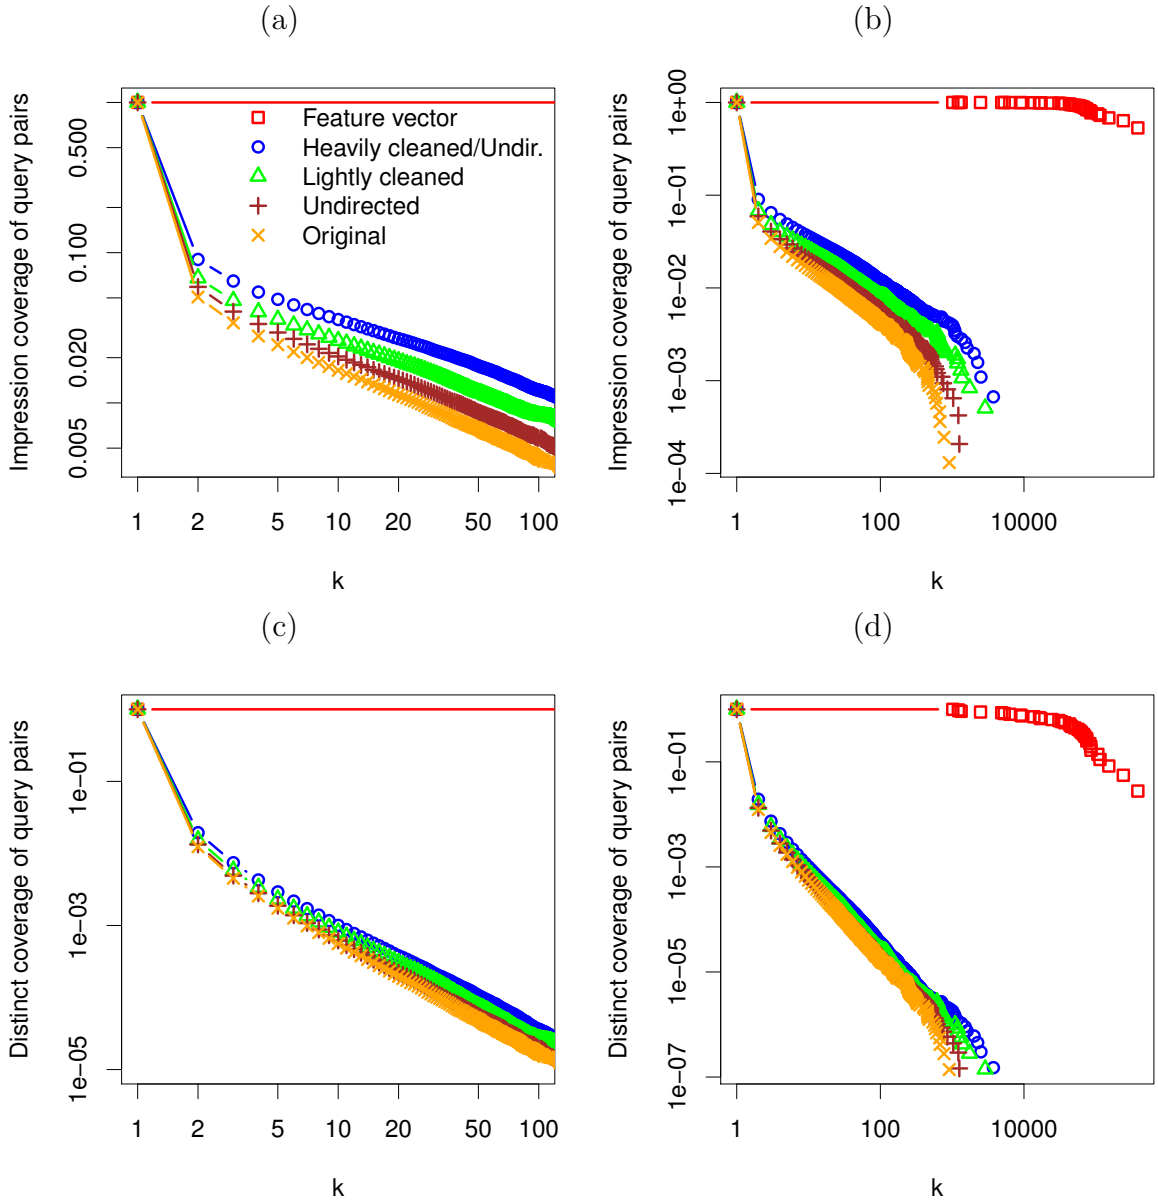 (a)
Impression coverage of query pairs
0.500
0.100
0.020
0.005
Feature vector
Heavily cleaned/Undir.
Lightly cleaned
Undirected
Original
1 2 5 10 20 50 100
k
(b)
Impression coverage of query pairs
1e+00
1e−01
1e−02
1e−03
1e−04
1 100 10000
k
(c)
Distinct coverage of query pairs
1e−01
1e−03
1e−05
1 2 5 10 20 50 100
k
(d)
Distinct coverage of query pairs
1e−01
1e−03
1e−05
1e−07
1 100 10000
k